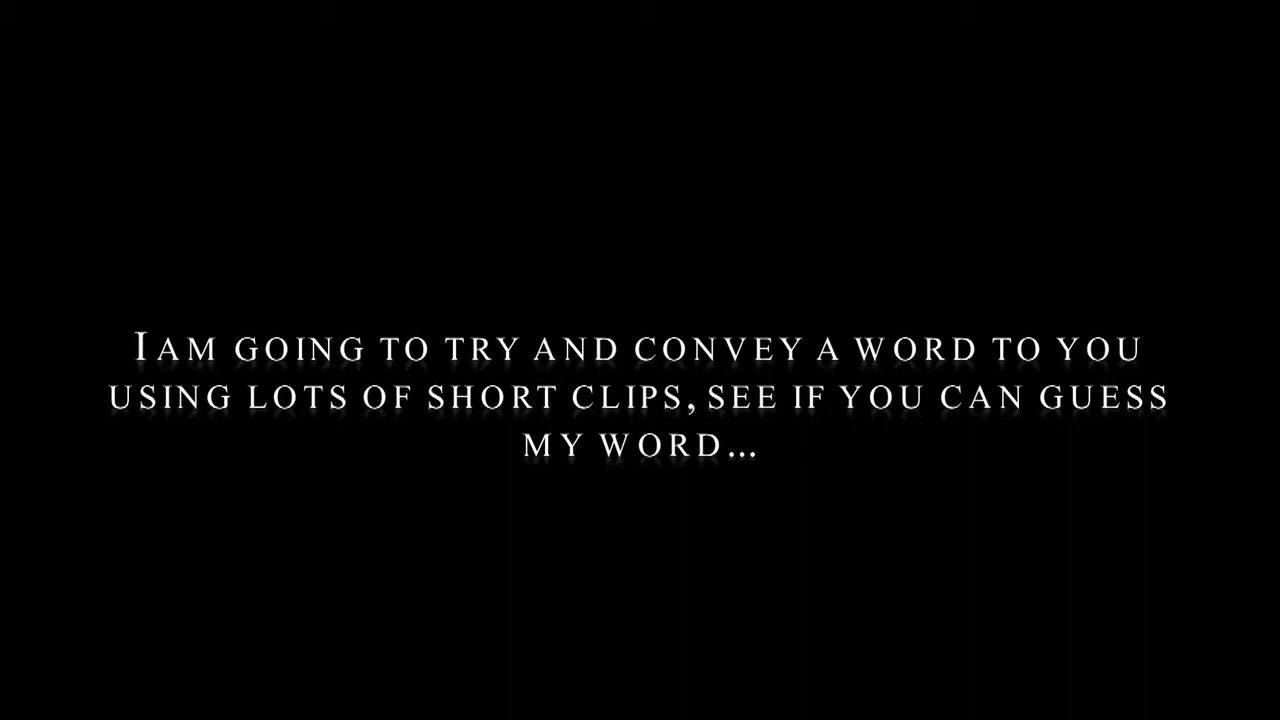 I AM GOING TO TRY AND CONVEY A WORD TO YOU
USING LOTS OF SHORT CLIPS, SEE IF YOU CAN GUESS
MY WORD...